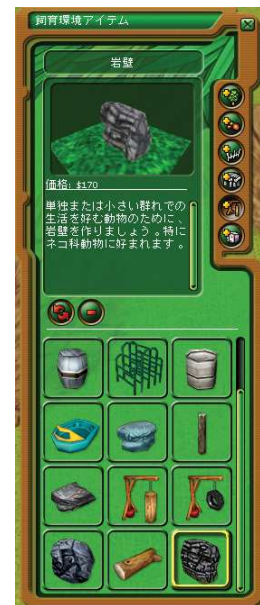 飼育環境アイテム
岩壁
価格: $170
単独または小さい群れでの
生活を好む動物のために、
岩壁を作りましょう。特に
ネコ科動物に好まれます。